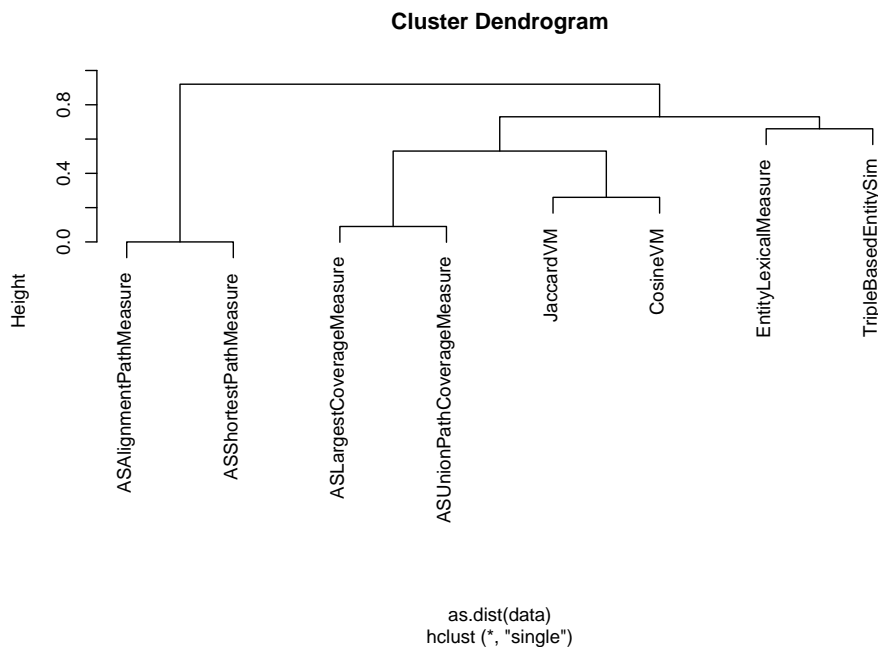 Cluster Dendrogram
Height
0.0
0.4
0.8
ASAlignmentPathMeasure
ASShortestPathMeasure
ASLargestCoverageMeasure
ASUnionPathCoverageMeasure
JaccardVM
CosineVM
EntityLexicalMeasure
TripleBasedEntitySim
as.dist(data)
hclust (*, "single")